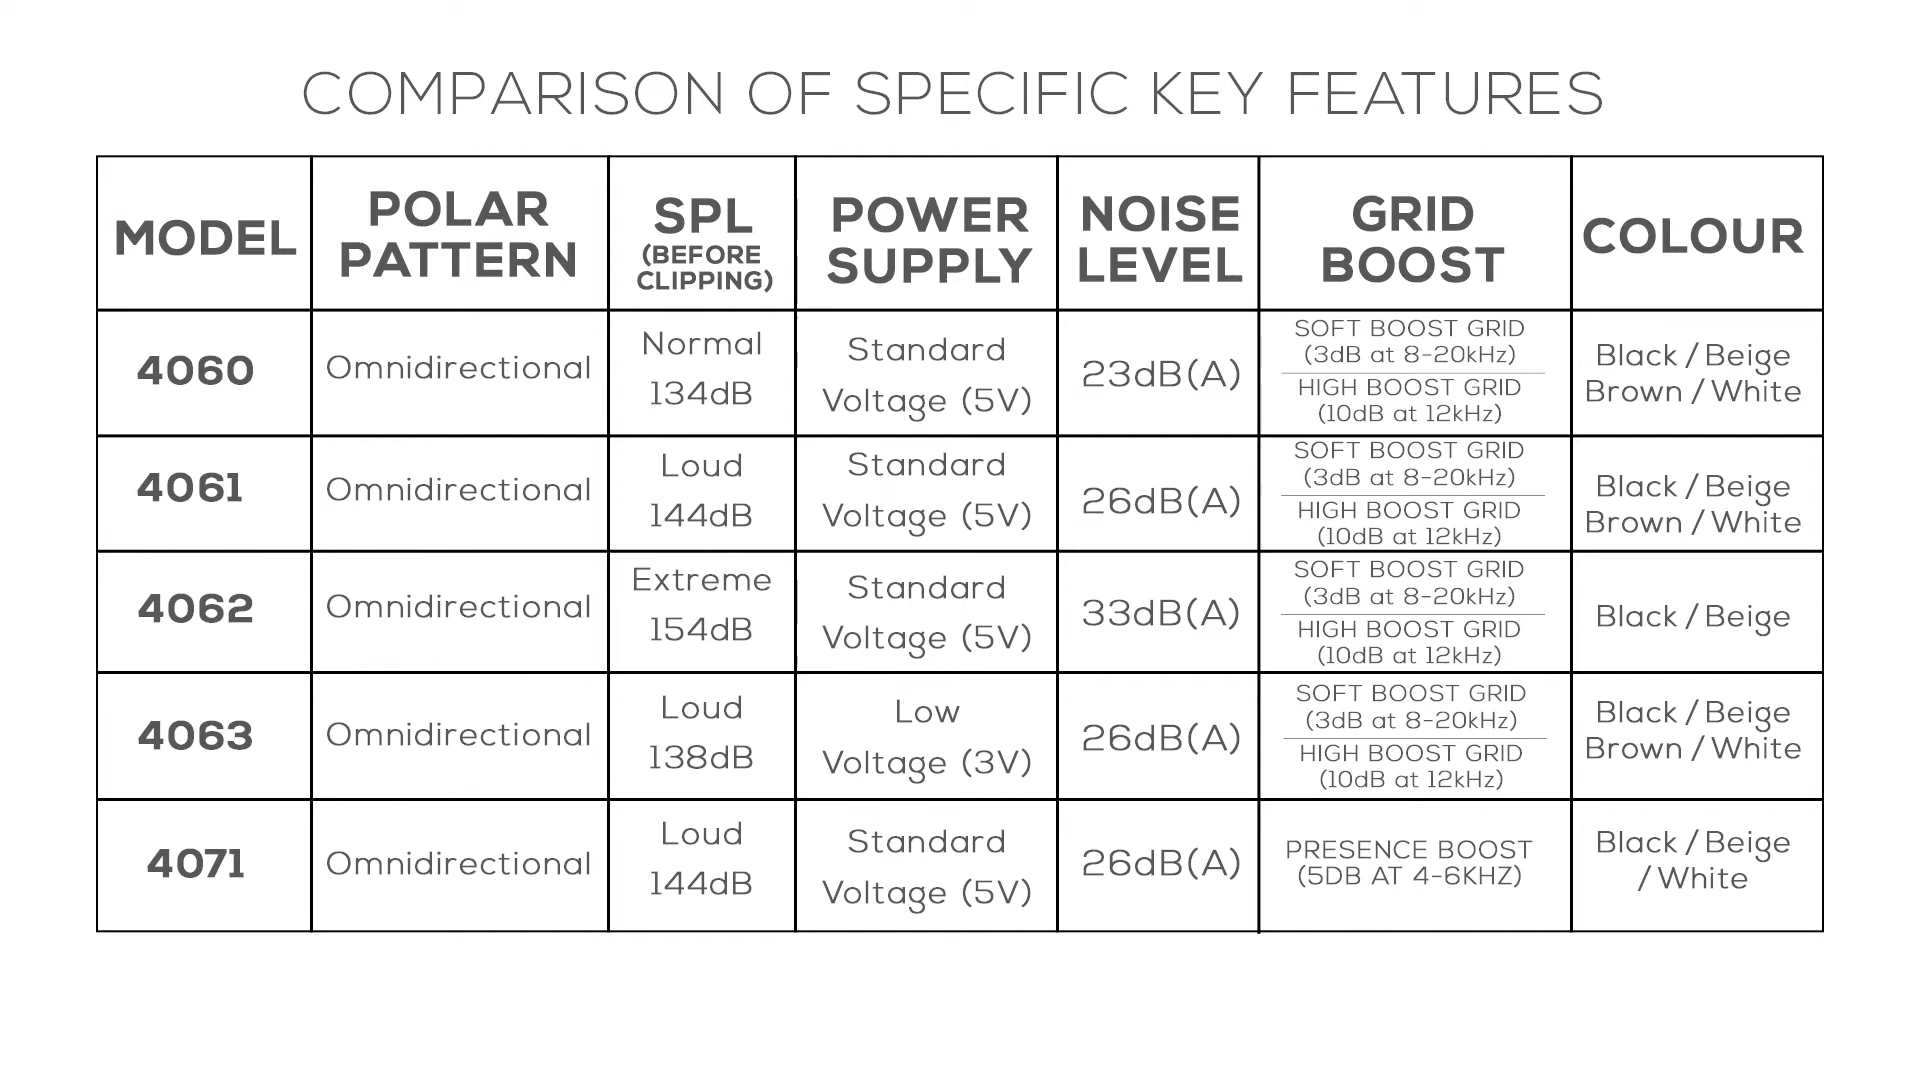 COMPARISON OF SPECIFIC KEY FEATURES
MODEL
POLAR
PATTERN
SPL
(BEFORE
CLIPPING)
POWER
SUPPLY
NOISE
LEVEL
GRID
BOOST
COLOUR
4060
Omnidirectional
Normal
134dB
Standard
Voltage (5V)
23dB(A)
SOFT BOOST GRID
(3dB at 8-20kHz)
HIGH BOOST GRID
(10dB at 12kHz)
Black / Beige
Brown / White
4061
Omnidirectional
Loud
144dB
Standard
Voltage (5V)
26dB(A)
SOFT BOOST GRID
(3dB at 8-20kHz)
HIGH BOOST GRID
(10dB at 12kHz)
Black / Beige
Brown / White
4062
Omnidirectional
Extreme
154dB
Standard
Voltage (5V)
33dB(A)
SOFT BOOST GRID
(3dB at 8-20kHz)
HIGH BOOST GRID
(10dB at 12kHz)
Black / Beige
4063
Omnidirectional
Loud
138dB
Low
Voltage (3V)
26dB(A)
SOFT BOOST GRID
(3dB at 8-20kHz)
HIGH BOOST GRID
(10dB at 12kHz)
Black / Beige
Brown / White
4071
Omnidirectional
Loud
144dB
Standard
Voltage (5V)
26dB(A)
PRESENCE BOOST
(5DB AT 4-6KHZ)
Black / Beige
/ White